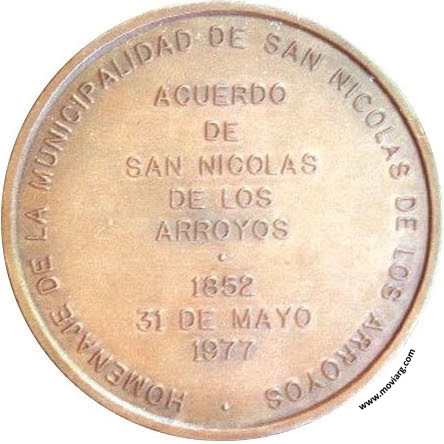 HOMENAJE DE LA MUNICIPALIDAD DE SAN NICOLAS DE LOS ARROYOS
ACUERDO
DE
SAN NICOLAS
DE LOS
ARROYOS
1852
31 DE MAYO
1977
www.moviarg.com